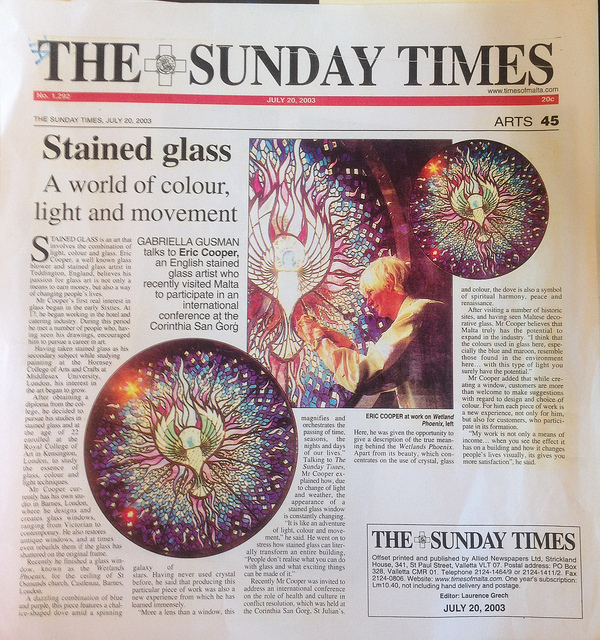 THE SUNDAY TIMES
www.timesofmalta.com
No. 1,292 JULY 20, 2003 20c
THE SUNDAY TIMES, JULY 20, 2003 ARTS 45
Stained glass
A world of colour,
light and movement
STAINED GLASS is an art that
involves the combination of
light, colour and glass. Eric
Cooper, a well known glass
blower and stained glass artist in
Toddington, England, believes his
passion for glass art is not only a
means to earn money, but also a way
of changing people's lives.
Mr Cooper's first real interest in
glass began in the early Sixties. At
17, he began working in the hotel and
catering industry. During this period
he met a number of people who, hav-
ing seen his drawings, encouraged
him to pursue a career in art.
Having taken stained glass as his
secondary subject while studying
painting at the Hornsey
College of Arts and Crafts at
Middlesex University,
London, his interest in
the art began to grow.
After obtaining a
diploma from the col-
lege, he decided to
pursue his studies in
stained glass and at
the age of 22
enrolled at the
Royal College of
Art in Kensington,
London, to study
the essence of
glass, colour and
light techniques.
Mr Cooper cur-
rently has his own stu-
dio in Barnes, London,
where he designs and
creates glass windows,
ranging from Victorian to
contemporary. He also restores
antique windows, and at times
even rebuilds them if the glass has
shattered on the original frame.
Recently he finished a glass win-
dow, known as the Wetlands
Phoenix, for the ceiling of St
Osmunds church, Castlenau, Barnes,
London.
A dazzling combination of blue
and purple, this piece features a chal-
ice-shaped dove amid a spinning
GABRIELLA GUSMAN
talks to Eric Cooper,
an English stained
glass artist who
recently visited Malta
to participate in an
international
conference at the
Corinthia San Gorġ
galaxy of
stars. Having never used crystal
before, he said that producing this
particular piece of work was also a
new experience from which he has
learned immensely.
"More a lens than a window, this
magnifies and
orchestrates the
passing of time,
seasons, the
nights and days
of our lives."
Talking to The
Sunday Times,
Mr Cooper ex-
plained how, due
to change of light
and weather, the
appearance of a
stained glass window
is constantly changing.
"It is like an adventure
of light, colour and move-
ment," he said. He went on to
stress how stained glass can liter-
ally transform an entire building.
"People don't realise what you can do
with glass and what exciting things
can be made of it."
Recently Mr Cooper was invited to
address an international conference
on the role of health and culture in
conflict resolution, which was held at
the Corinthia San Gorg, St Julian's.
ERIC COOPER at work on Wetland
Phoenix, left
Here, he was given the opportunity to
give a description of the true mean-
ing behind the Wetlands Phoenix.
Apart from its beauty, which con-
centrates on the use of crystal, glass
and colour, the dove is also a symbol
of spiritual harmony, peace and
renaissance.
After visiting a number of historic
sites, and having seen Maltese deco-
rative glass, Mr Cooper believes that
Malta truly has the potential to
expand in the industry. "I think that
the colours used in glass here, espe-
cially the blue and maroon, resemble
those found in the environment
here... with this type of light you
surely have the potential."
Mr Cooper added that while cre-
ating a window, customers are more
than welcome to make suggestions
with regard to design and choice of
colour. For him each piece of work is
a new experience, not only for him,
but also for customers, who partici-
pate in its formation.
"My work is not only a means of
income... when you see the effect it
has on a building and how it changes
people's lives visually, its gives you
more satisfaction", he said.
THE SUNDAY TIMES
Offset printed and published by Allied Newspapers Ltd, Strickland
House, 341, St Paul Street, Valletta VLT 07. Postal address: PO Box
328, Valletta CMR 01. Telephone 2124-1464/9 or 2124-1411/2. Fax
2124-0806. Website: www.timesofmalta.com. One year's subscription:
Lm10.40, not including hand delivery and postage.
Editor: Laurence Grech
JULY 20, 2003